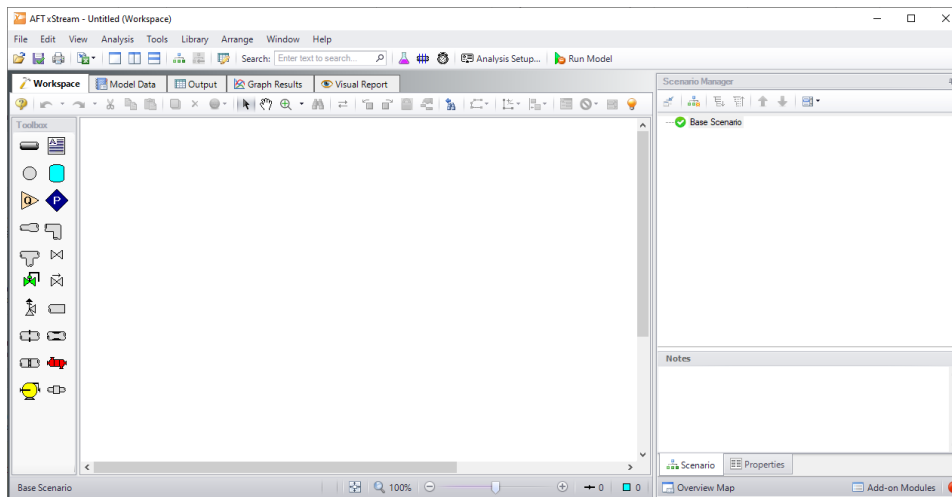 AFT xStream - Untitled (Workspace)
File Edit View Analysis Tools Library Arrange Window Help
Search: Enter text to search... Analysis Setup... Run Model
Workspace Model Data Output Graph Results Visual Report
Scenario Manager
Toolbox
Base Scenario
Q P
Notes
Scenario Properties
Base Scenario 100% 0 0 Overview Map Add-on Modules